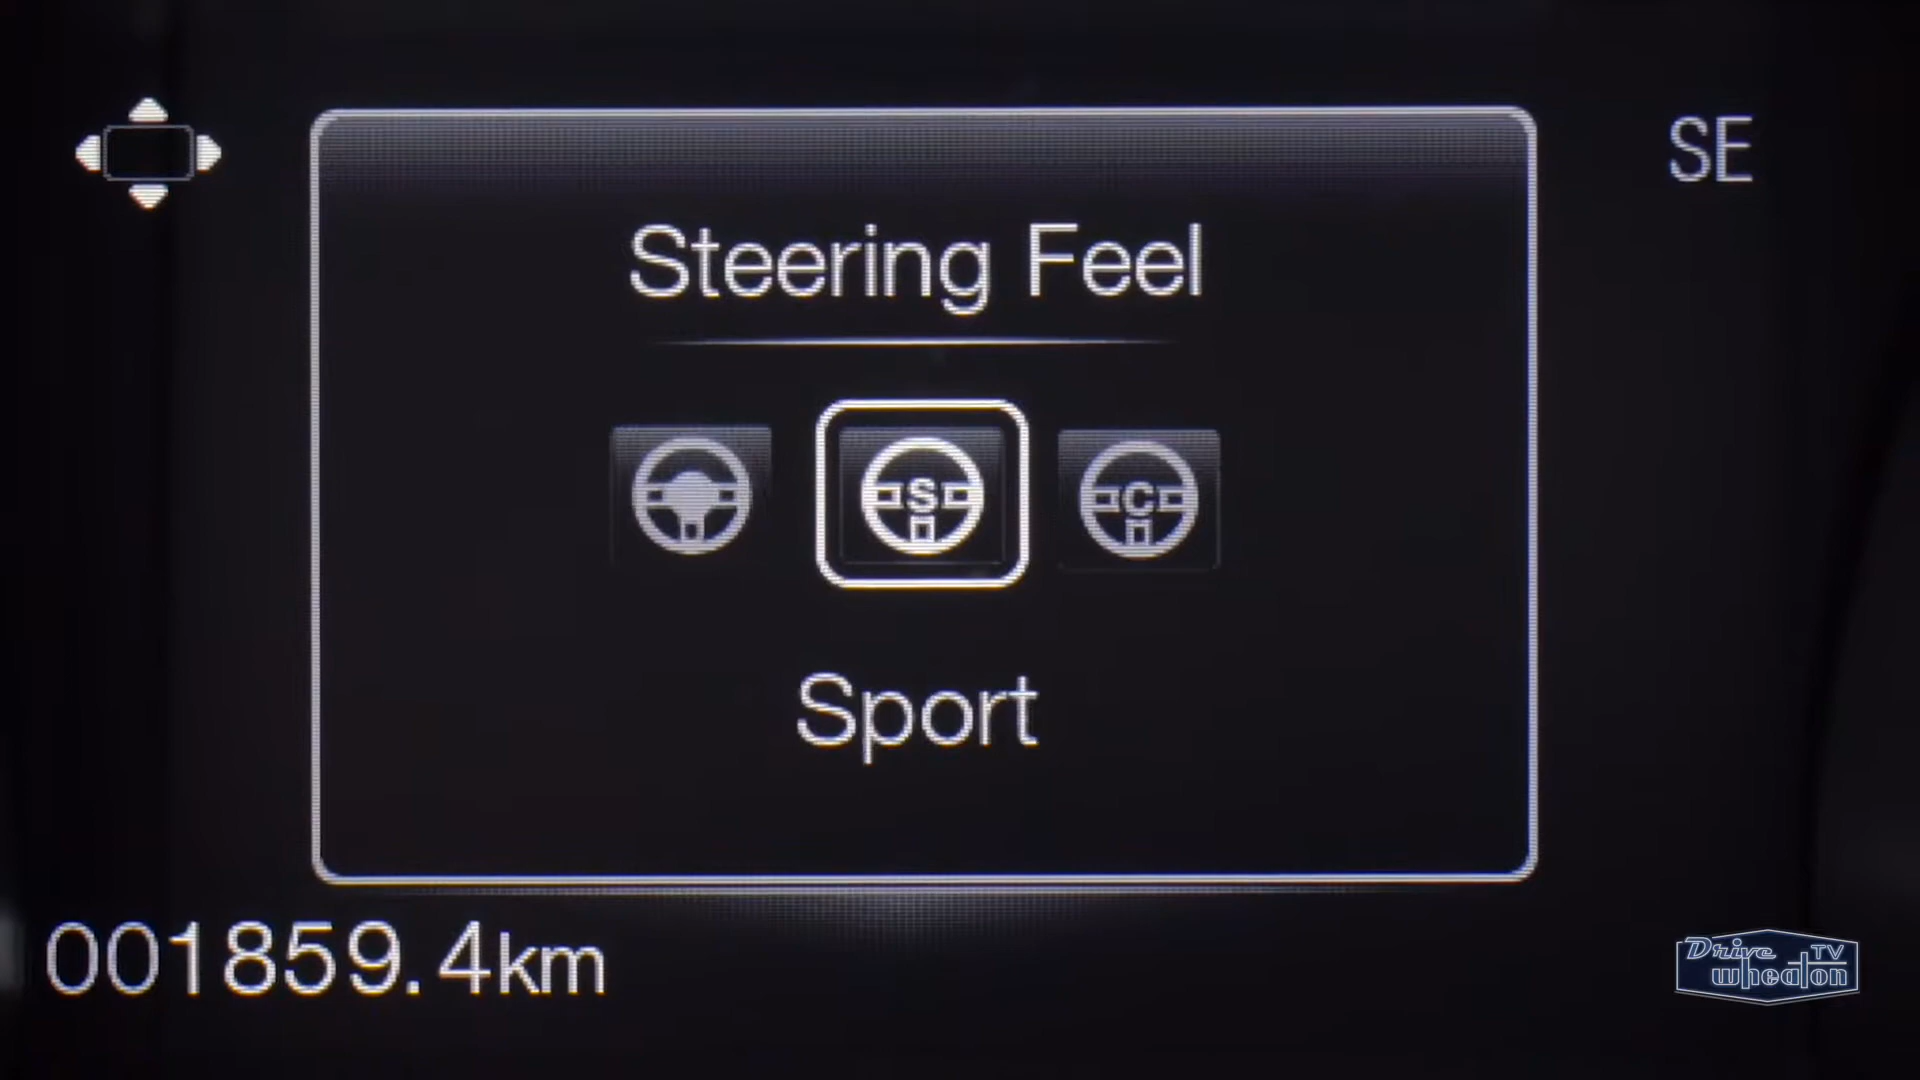 SE
Steering Feel
S
C
Sport
001859.4km
Drive TV
wheaton